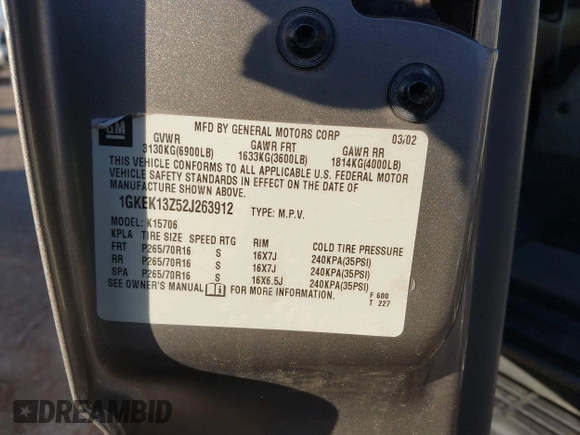 GM
MFD BY GENERAL MOTORS CORP 03/02
GVWR GAWR FRT GAWR RR
3130KG(6900LB) 1633KG(3600LB) 1814KG(4000LB)
THIS VEHICLE CONFORMS TO ALL APPLICABLE U.S. FEDERAL MOTOR
VEHICLE SAFETY STANDARDS IN EFFECT ON THE DATE OF
MANUFACTURE SHOWN ABOVE.
1GKEK13Z52J263912 TYPE: M.P.V.
MODEL: K15706
KPLA TIRE SIZE SPEED RTG RIM COLD TIRE PRESSURE
FRT P265/70R16 S 16X7J 240KPA(35PSI)
RR P265/70R16 S 16X7J 240KPA(35PSI)
SPA P265/70R16 S 16X6.5J 240KPA(35PSI)
SEE OWNER'S MANUAL FOR MORE INFORMATION.
F 600
T 227
DREAMBID